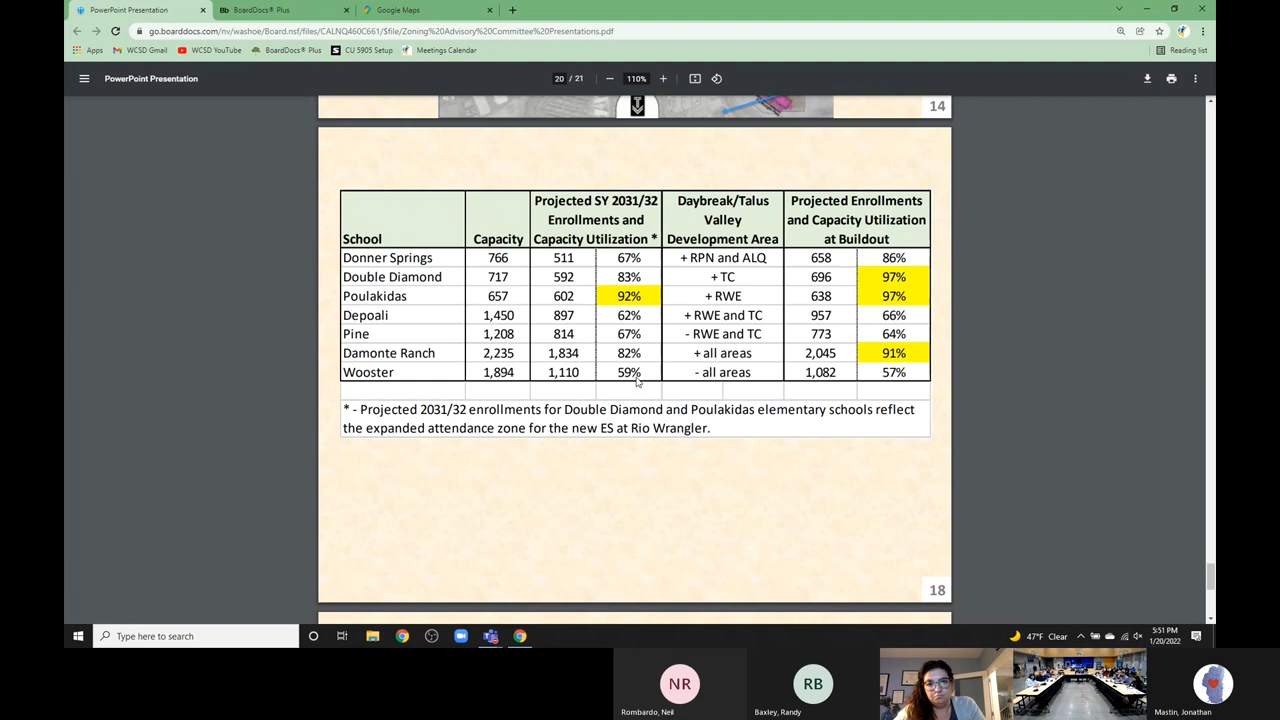 PowerPoint Presentation
BoardDocs® Plus
Google Maps
go.boarddocs.com/nv/washoe/Board.nsf/files/CALNQ460C661/$file/Zoning%20Advisory%20Committee%20Presentations.pdf
Apps WCSD Gmail WCSD YouTube BoardDocs® Plus CU 5905 Setup Meetings Calendar Reading list
PowerPoint Presentation 20 / 21 110%
14
School Capacity Projected SY 2031/32 Enrollments and Capacity Utilization * Daybreak/Talus Valley Development Area Projected Enrollments and Capacity Utilization at Buildout
Donner Springs 766 511 67% + RPN and ALQ 658 86%
Double Diamond 717 592 83% + TC 696 97%
Poulakidas 657 602 92% + RWE 638 97%
Depoali 1,450 897 62% + RWE and TC 957 66%
Pine 1,208 814 67% - RWE and TC 773 64%
Damonte Ranch 2,235 1,834 82% + all areas 2,045 91%
Wooster 1,894 1,110 59% - all areas 1,082 57%
* - Projected 2031/32 enrollments for Double Diamond and Poulakidas elementary schools reflect
the expanded attendance zone for the new ES at Rio Wrangler.
18
Type here to search
47°F Clear
5:51 PM
1/20/2022
NR
Rombardo, Neil
RB
Baxley, Randy
Mastin, Jonathan